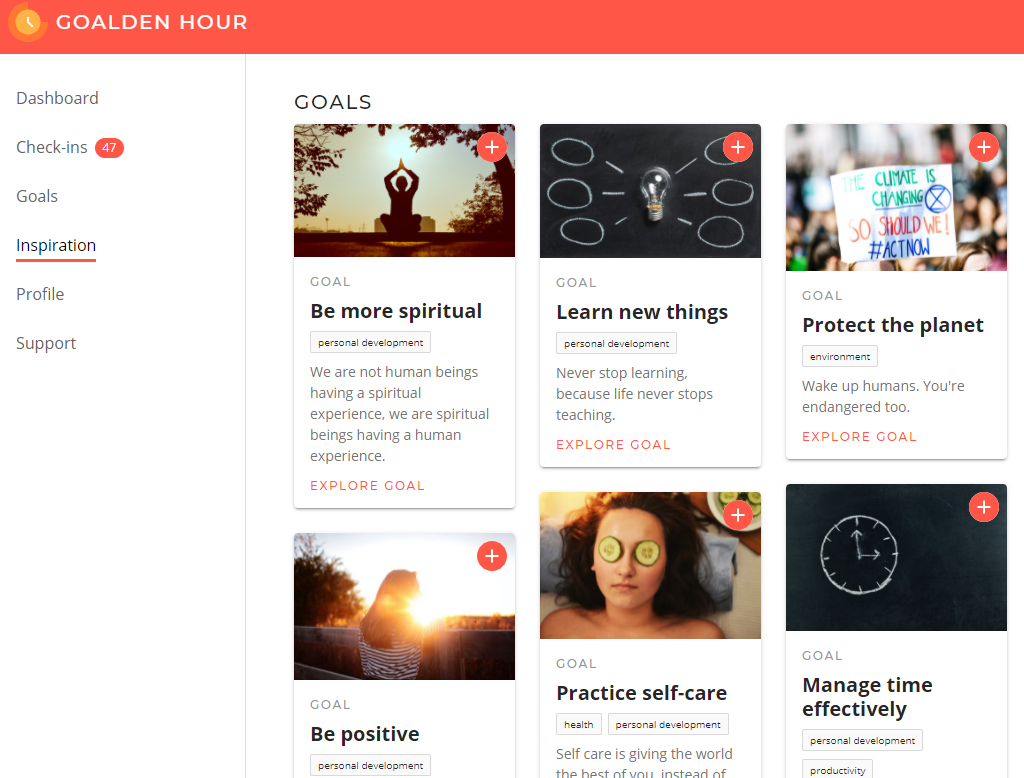 GOALDEN HOUR
Dashboard
Check-ins 47
Goals
Inspiration
Profile
Support
GOALS
GOAL
Be more spiritual
personal development
We are not human beings
having a spiritual
experience, we are spiritual
beings having a human
experience.
EXPLORE GOAL
GOAL
Be positive
personal development
GOAL
Learn new things
personal development
Never stop learning,
because life never stops
teaching.
EXPLORE GOAL
GOAL
Practice self-care
health personal development
Self care is giving the world
the best of you, instead of
THE CLIMATE IS
CHANGING
SO SHOULD WE!
#ACTNOW
GOAL
Protect the planet
environment
Wake up humans. You're
endangered too.
EXPLORE GOAL
GOAL
Manage time
effectively
personal development
productivity